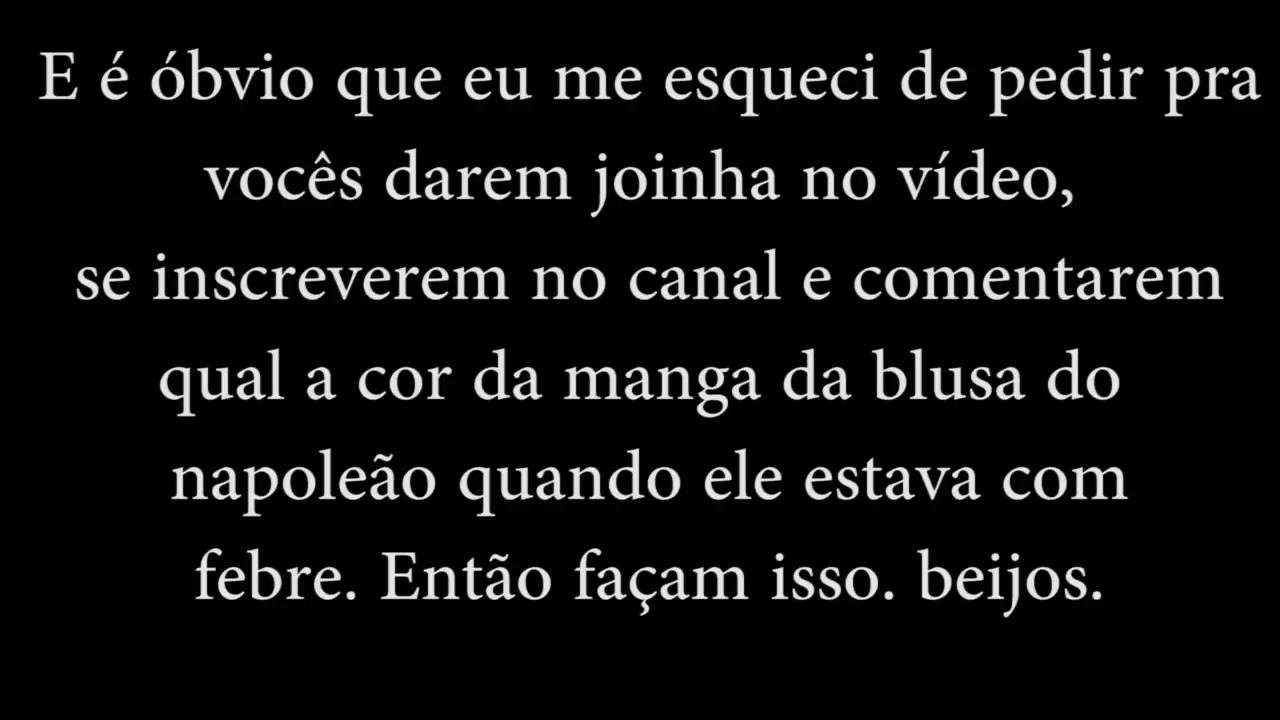 E é óbvio que eu me esqueci de pedir pra
vocês darem joinha no vídeo,
se inscreverem no canal e comentarem
qual a cor da manga da blusa do
napoleão quando ele estava com
febre. Então façam isso. beijos.